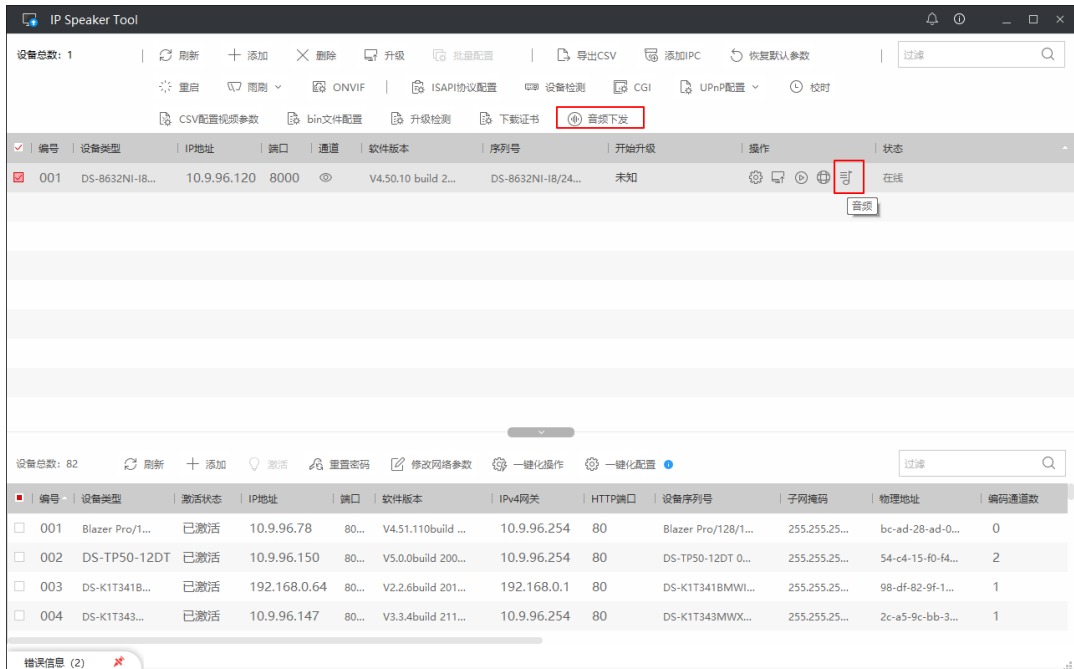 IP Speaker Tool
设备总数: 1 刷新 添加 删除 升级 批量配置 导出CSV 添加IPC 恢复默认参数 过滤
重启 雨刷 ONVIF ISAPI协议配置 设备检测 CGI UPnP配置 校时
CSV配置视频参数 bin文件配置 升级检测 下载证书 音频下发
编号 设备类型 IP地址 端口 通道 软件版本 序列号 开始升级 操作 状态
001 DS-8632NI-I8... 10.9.96.120 8000 V4.50.10 build 2... DS-8632NI-I8/24... 未知 在线
音频
设备总数: 82 刷新 添加 激活 重置密码 修改网络参数 一键化操作 一键化配置 过滤
编号 设备类型 激活状态 IP地址 端口 软件版本 IPv4网关 HTTP端口 设备序列号 子网掩码 物理地址 编码通道数
001 Blazer Pro/1... 已激活 10.9.96.78 80... V4.51.110build ... 10.9.96.254 80 Blazer Pro/128/1... 255.255.25... bc-ad-28-ad-0... 0
002 DS-TP50-12DT 已激活 10.9.96.150 80... V5.0.0build 200... 10.9.96.254 80 DS-TP50-12DT 0... 255.255.25... 54-c4-15-f0-f4... 2
003 DS-K1T341B... 已激活 192.168.0.64 80... V2.2.6build 201... 192.168.0.1 80 DS-K1T341BMWI... 255.255.25... 98-df-82-9f-1... 1
004 DS-K1T343... 已激活 10.9.96.147 80... V3.3.4build 211... 10.9.96.254 80 DS-K1T343MWX... 255.255.25... 2c-a5-9c-bb-3... 1
错误信息 (2)